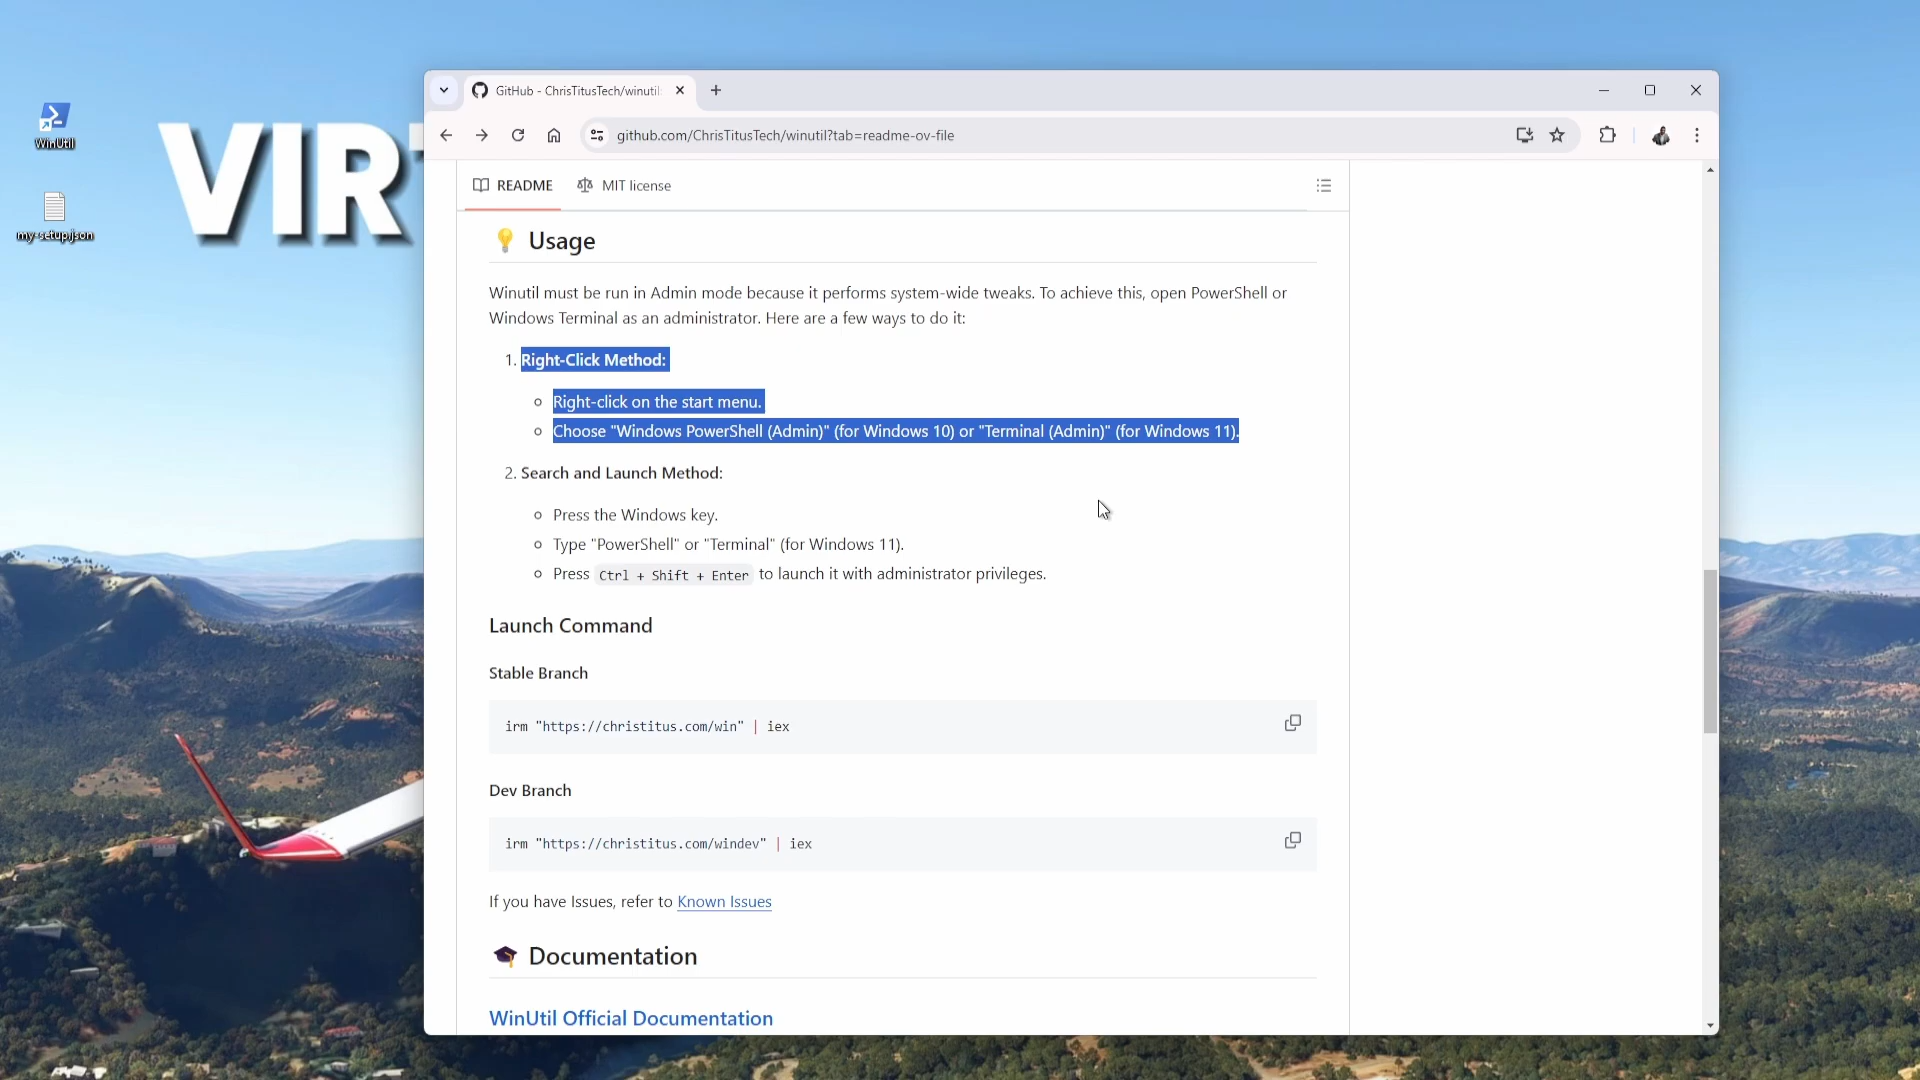 GitHub - ChrisTitusTech/winutil:
github.com/ChrisTitusTech/winutil?tab=readme-ov-file
WinUtil
my-setup.json
VIRT
README
MIT license
Usage
Winutil must be run in Admin mode because it performs system-wide tweaks. To achieve this, open PowerShell or
Windows Terminal as an administrator. Here are a few ways to do it:
1. Right-Click Method:
Right-click on the start menu.
Choose "Windows PowerShell (Admin)" (for Windows 10) or "Terminal (Admin)" (for Windows 11).
2. Search and Launch Method:
Press the Windows key.
Type "PowerShell" or "Terminal" (for Windows 11).
Press Ctrl + Shift + Enter to launch it with administrator privileges.
Launch Command
Stable Branch
irm "https://christitus.com/win" | iex
Dev Branch
irm "https://christitus.com/windev" | iex
If you have Issues, refer to Known Issues
Documentation
WinUtil Official Documentation